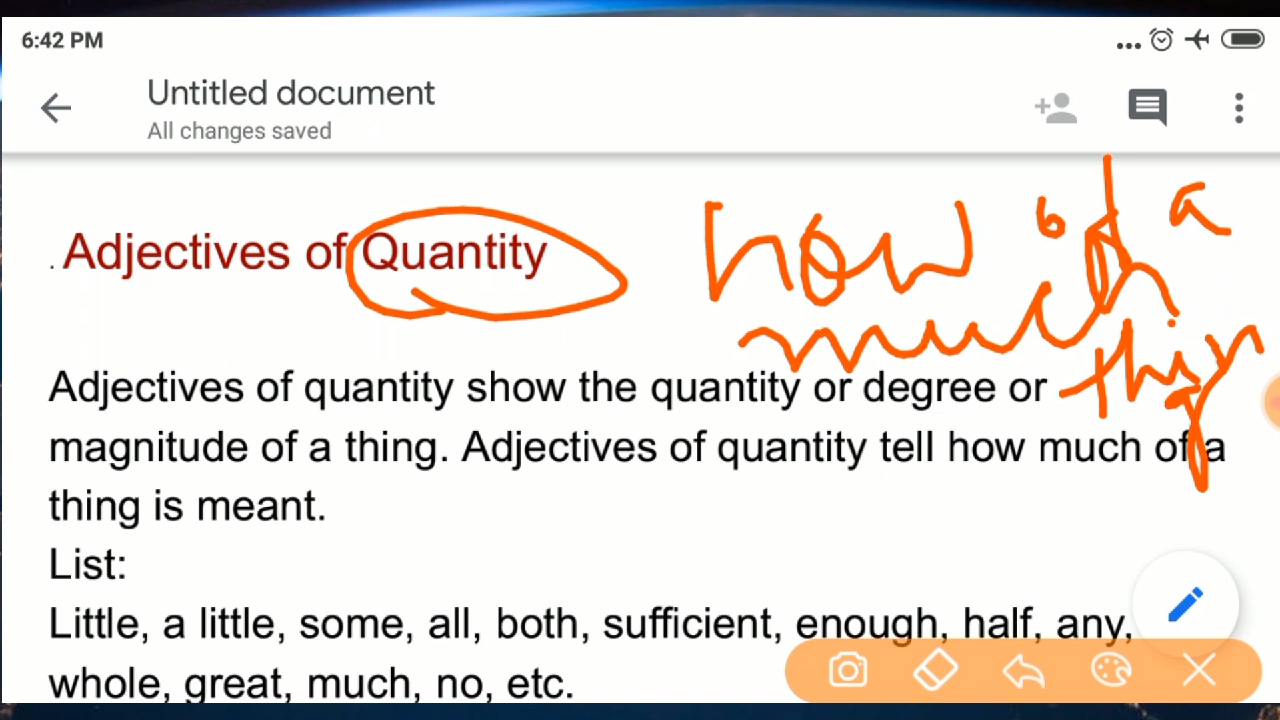 6:42 PM
Untitled document
All changes saved
. Adjectives of Quantity
how of a
much thing
Adjectives of quantity show the quantity or degree or
magnitude of a thing. Adjectives of quantity tell how much of a
thing is meant.
List:
Little, a little, some, all, both, sufficient, enough, half, any,
whole, great, much, no, etc.